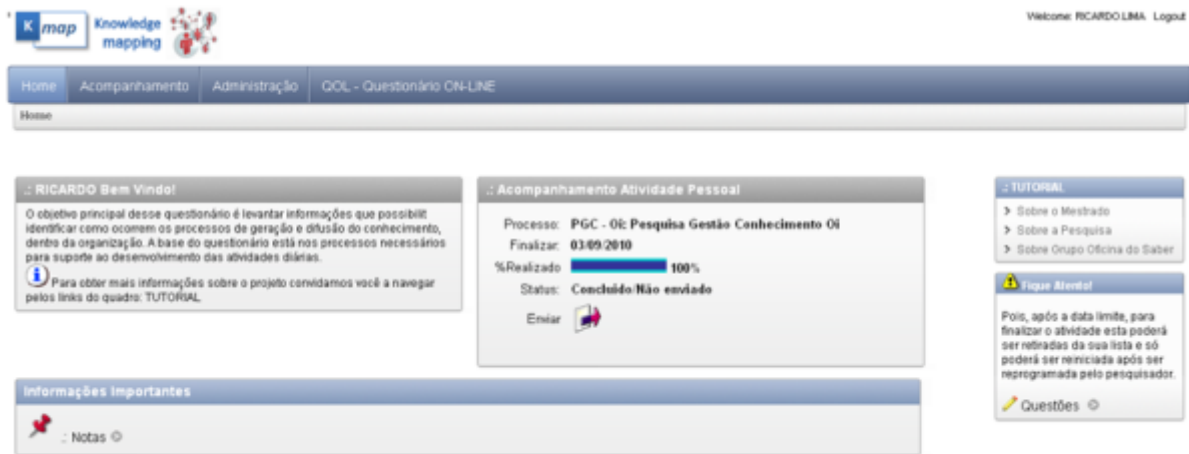 K map Knowledge mapping
Welcome: RICARDO LIMA Logout
Home Acompanhamento Administração QOL - Questionário ON-LINE
Home
.: RICARDO Bem Vindo!
O objetivo principal desse questionário é levantar informações que possibilit
identificar como ocorrem os processos de geração e difusão do conhecimento,
dentro da organização. A base do questionário está nos processos necessários
para suporte ao desenvolvimento das atividades diárias.
Para obter mais informações sobre o projeto convidamos você a navegar
pelos links do quadro: TUTORIAL
.: Acompanhamento Atividade Pessoal
Processo: PGC - Oi: Pesquisa Gestão Conhecimento Oi
Finalizar: 03/09/2010
%Realizado 100%
Status: Concluído/Não enviado
Enviar
.: TUTORIAL
Sobre o Mestrado
Sobre a Pesquisa
Sobre Grupo Oficina do Saber
Fique Atento!
Pois, após a data limite, para
finalizar o atividade esta poderá
ser retiradas da sua lista e só
poderá ser reiniciada após ser
reprogramada pelo pesquisador.
Questões
Informações Importantes
.: Notas